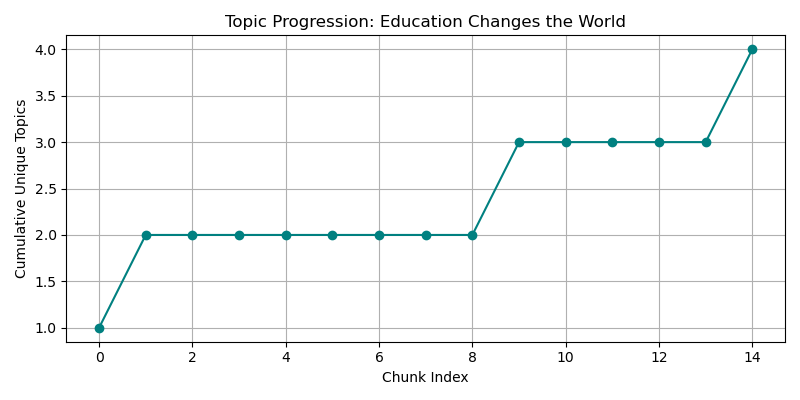 Topic Progression: Education Changes the World
4.0
3.5
3.0
2.5
2.0
1.5
1.0
Cumulative Unique Topics
0 2 4 6 8 10 12 14
Chunk Index